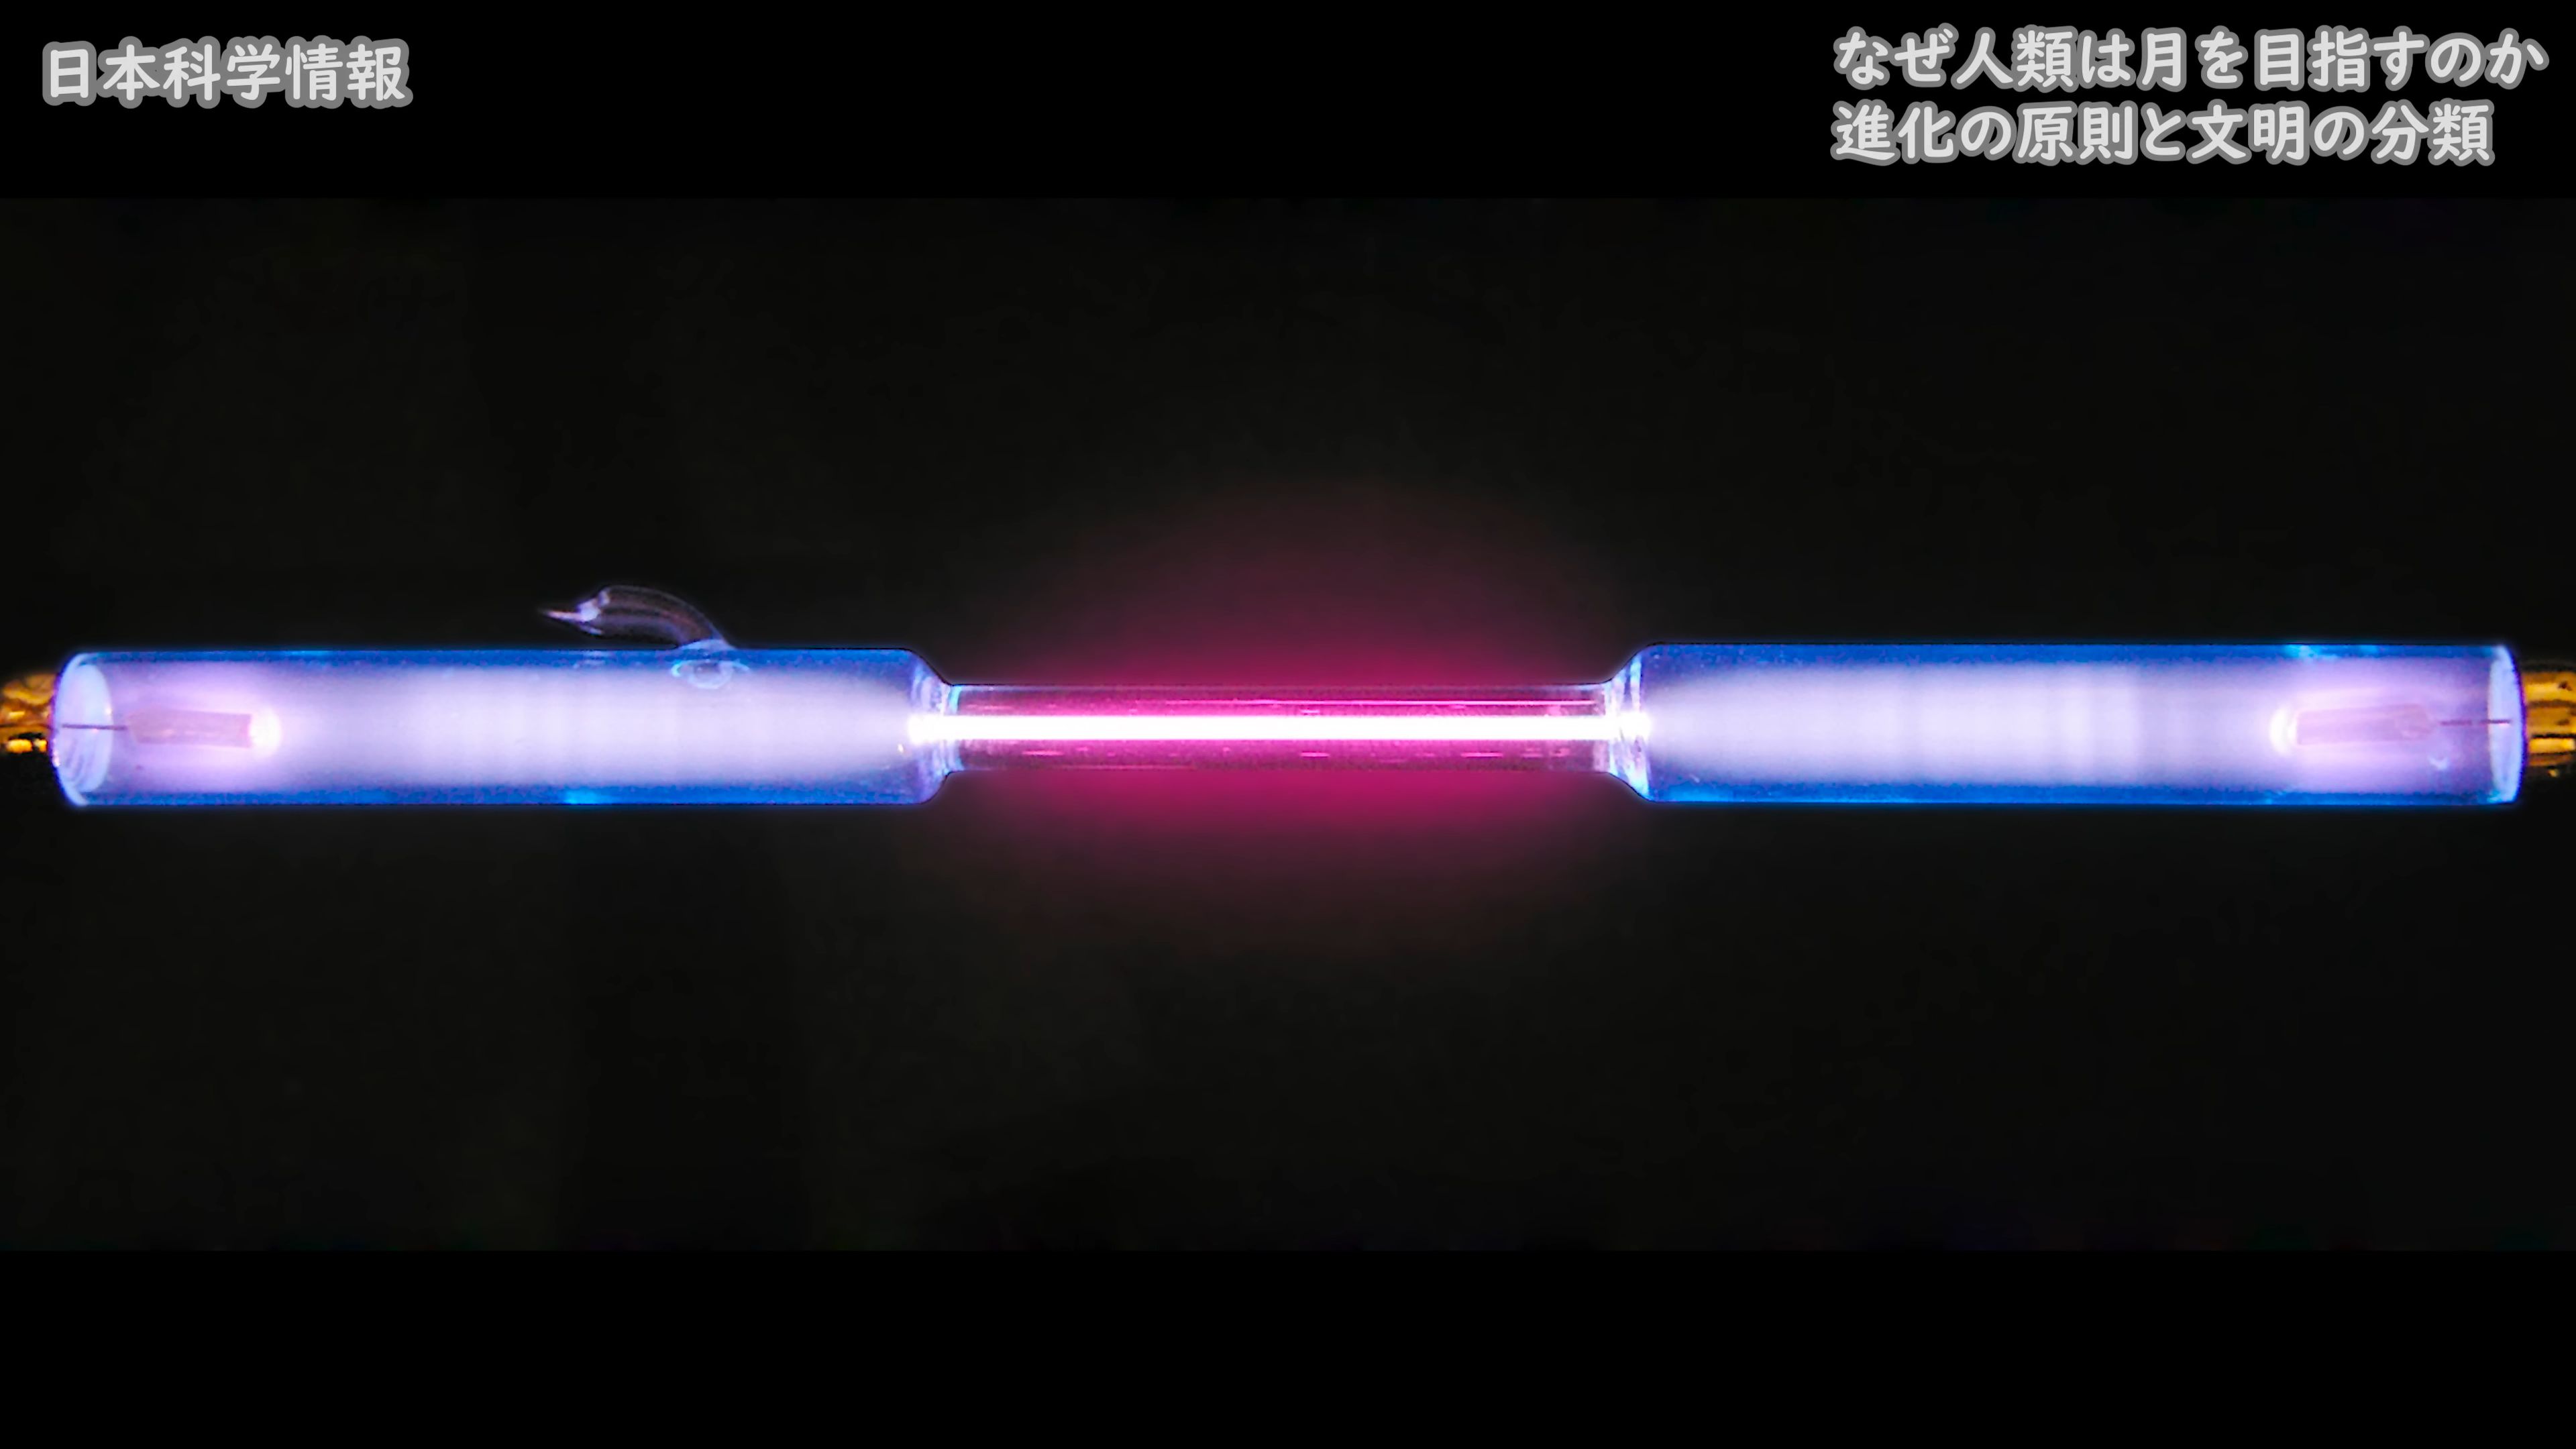 日本科学情報
なぜ人類は月を目指すのか
進化の原則と文明の分類